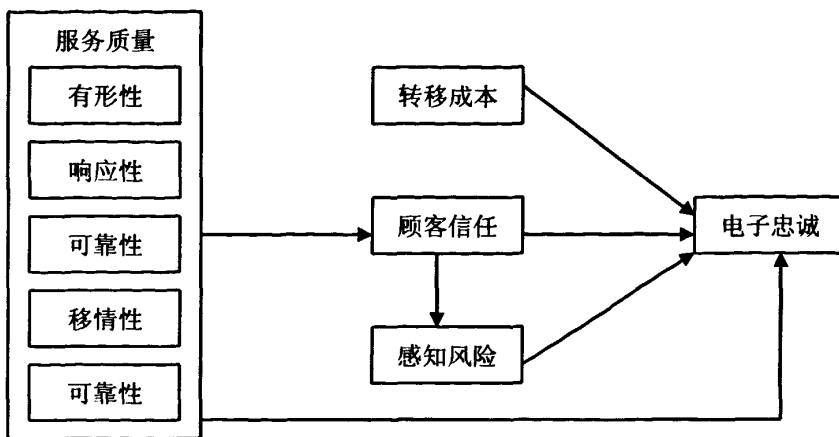 服务质量
有形性
响应性
可靠性
移情性
可靠性
转移成本
顾客信任
感知风险
电子忠诚